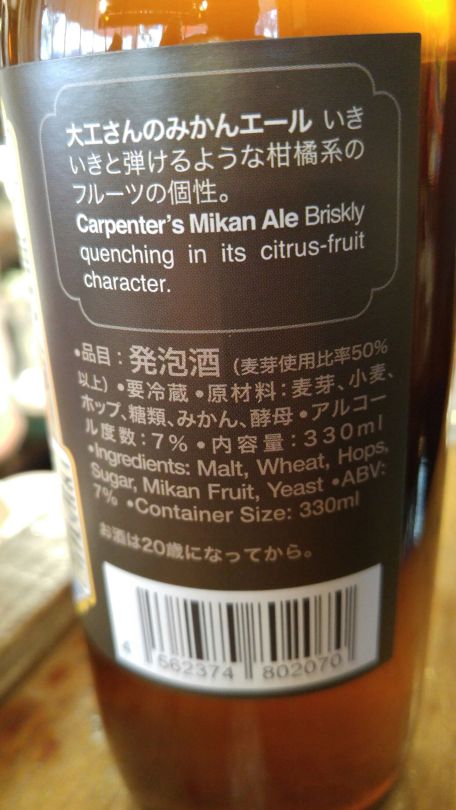 大工さんのみかんエール いき
いきと弾けるような柑橘系の
フルーツの個性。
Carpenter's Mikan Ale Briskly
quenching in its citrus-fruit
character.
•品目：発泡酒（麦芽使用比率50%
以上）•要冷蔵 •原材料：麦芽、小麦、
ホップ、糖類、みかん、酵母 •アルコー
ル度数：7% •内容量：330ml
•Ingredients: Malt, Wheat, Hops,
Sugar, Mikan Fruit, Yeast •ABV:
7% •Container Size: 330ml
お酒は20歳になってから。
4 562374 802070